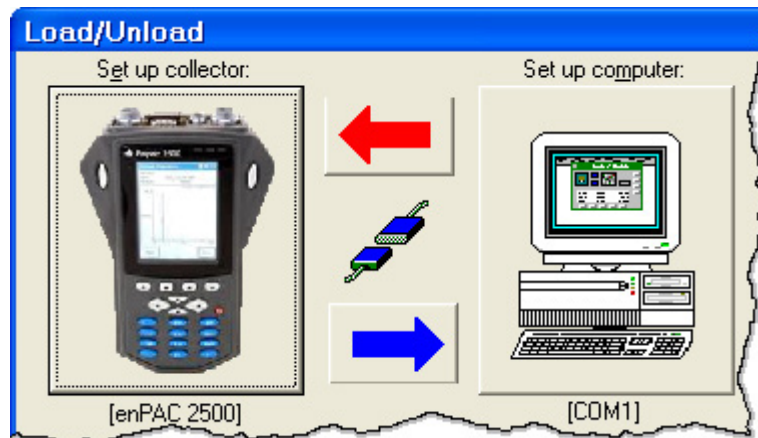 Load/Unload
Set up collector:
Set up computer:
[enPAC 2500]
[COM1]